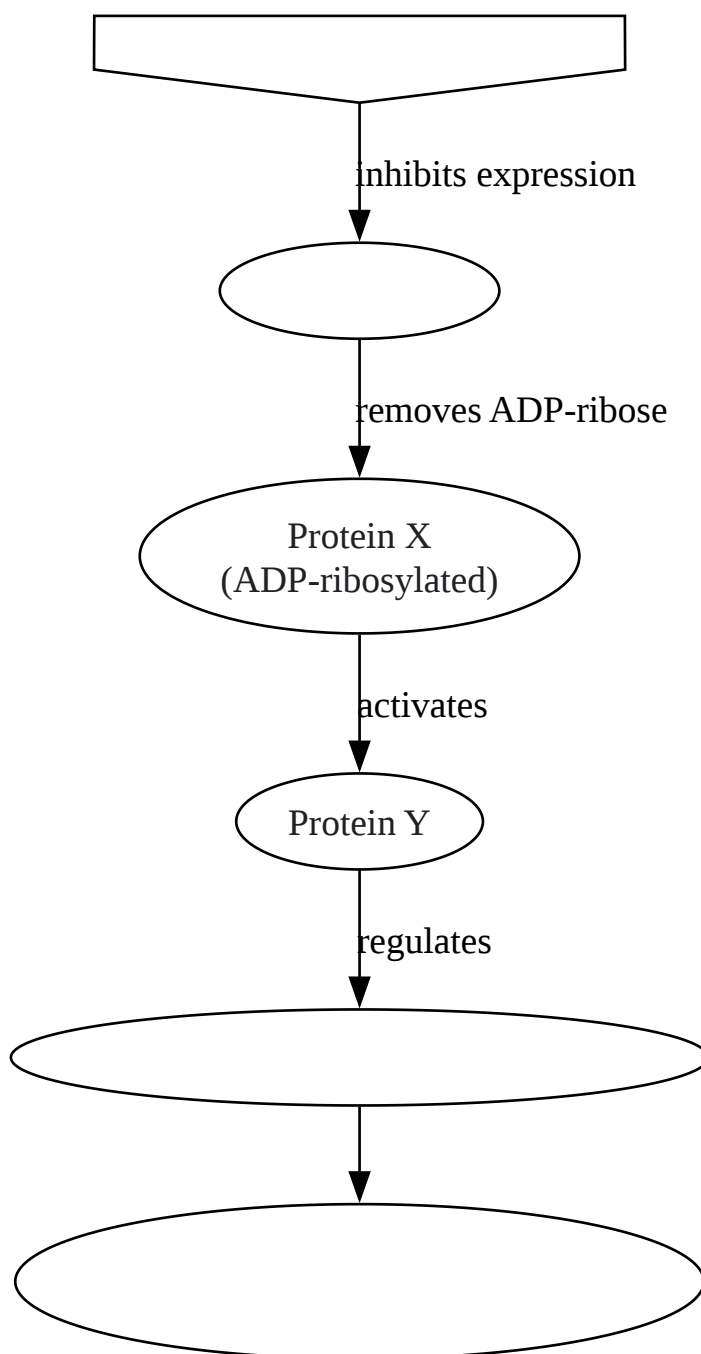 inhibits expression
removes ADP-ribose
Protein X
(ADP-ribosylated)
activates
Protein Y
regulates